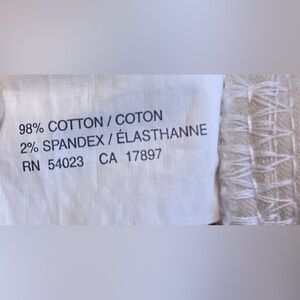 98% COTTON / COTON
2% SPANDEX / ÉLASTHANNE
RN 54023 CA 17897